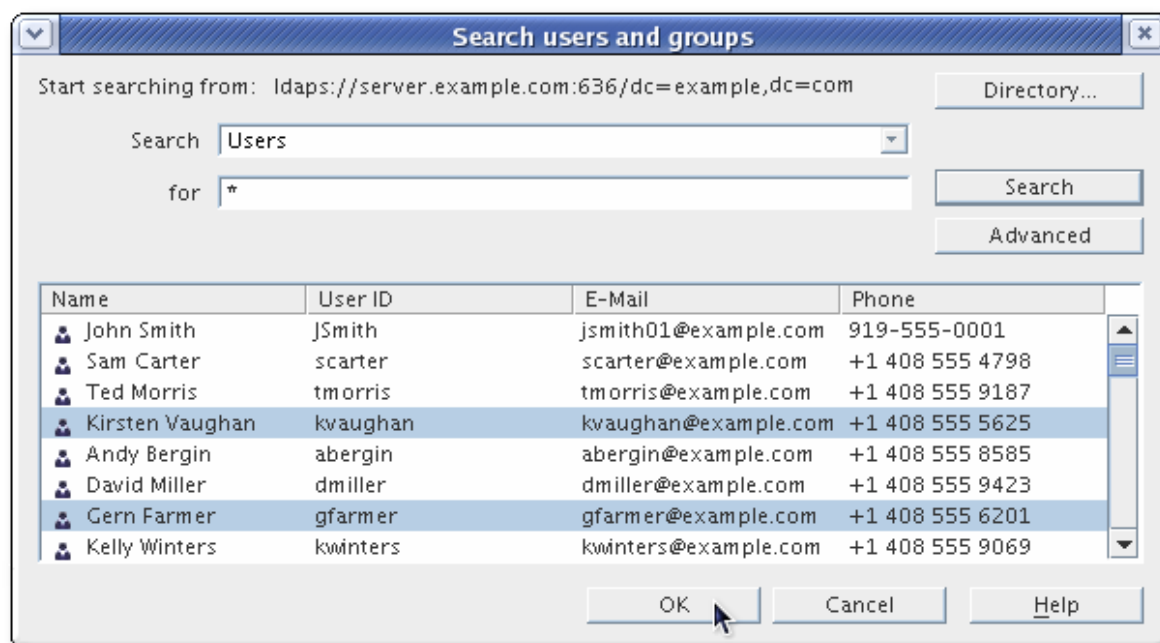 Search users and groups
Start searching from: ldaps://server.example.com:636/dc=example,dc=com
Directory...
Search Users
for *
Search
Advanced
Name User ID E-Mail Phone
John Smith JSmith jsmith01@example.com 919-555-0001
Sam Carter scarter scarter@example.com +1 408 555 4798
Ted Morris tmorris tmorris@example.com +1 408 555 9187
Kirsten Vaughan kvaughan kvaughan@example.com +1 408 555 5625
Andy Bergin abergin abergin@example.com +1 408 555 8585
David Miller dmiller dmiller@example.com +1 408 555 9423
Gern Farmer gfarmer gfarmer@example.com +1 408 555 6201
Kelly Winters kwinters kwinters@example.com +1 408 555 9069
OK Cancel Help